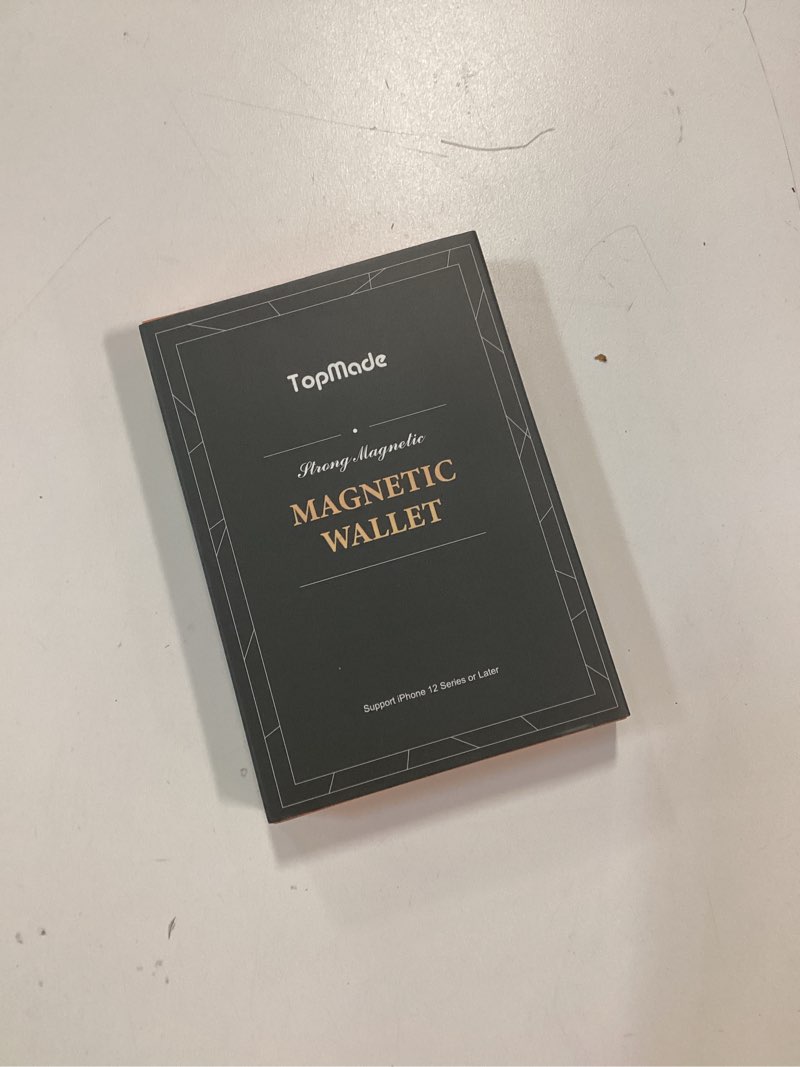 TopMade
Strong Magnetic
MAGNETIC
WALLET
Support iPhone 12 Series or Later